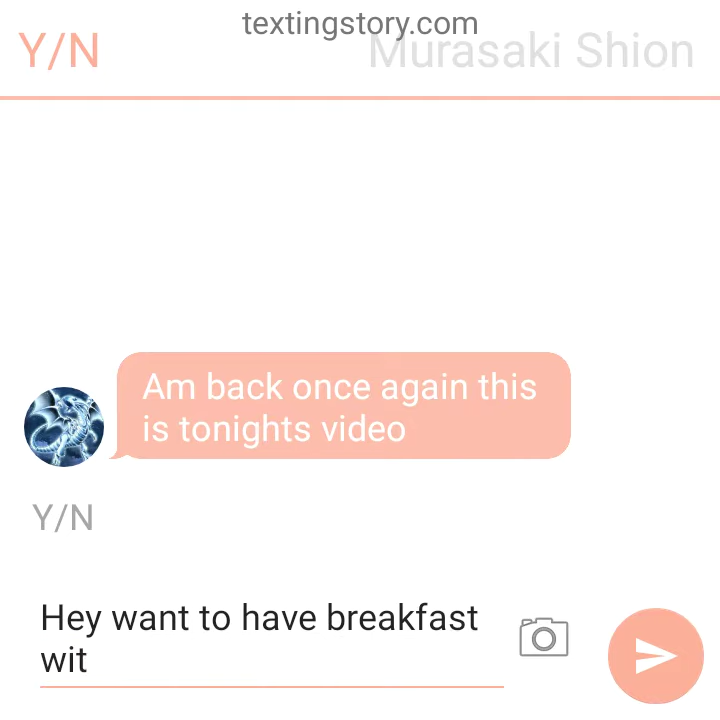 textingstory.com
Y/N
Murasaki Shion
Am back once again this
is tonights video
Y/N
Hey want to have breakfast
wit